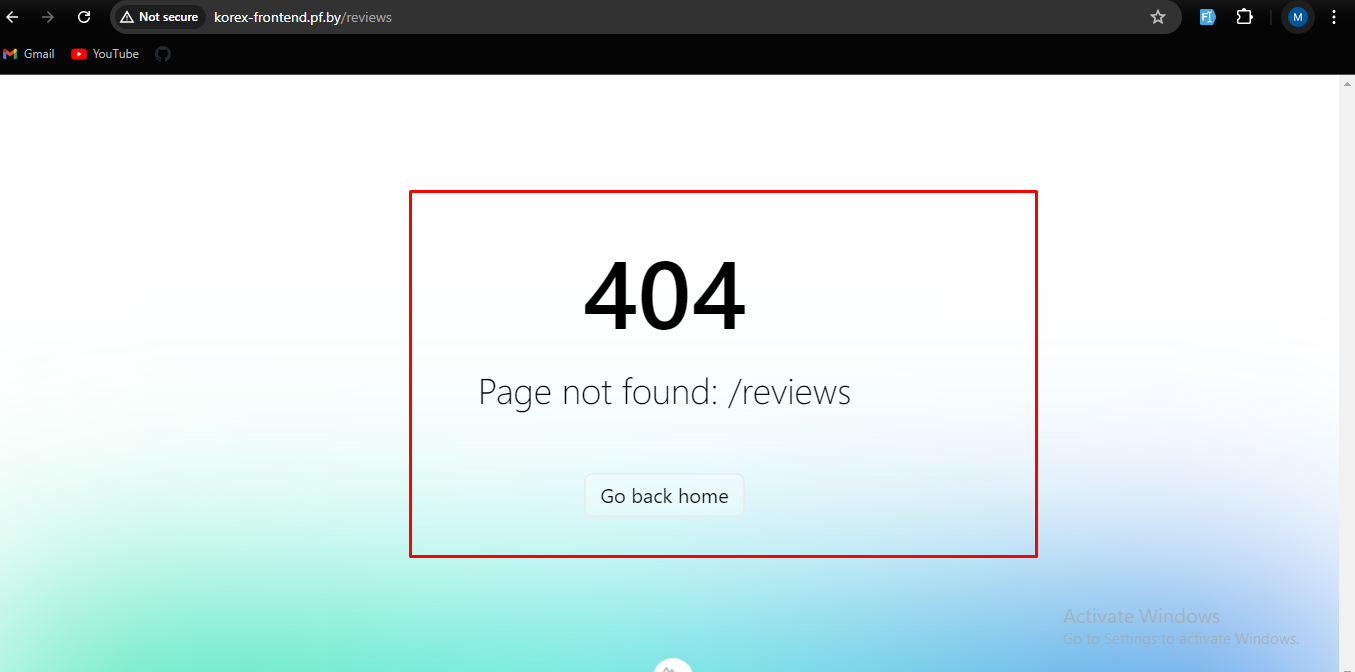 Not secure korex-frontend.pf.by/reviews M
Gmail YouTube
404
Page not found: /reviews
Go back home
Activate Windows
Go to Settings to activate Windows.